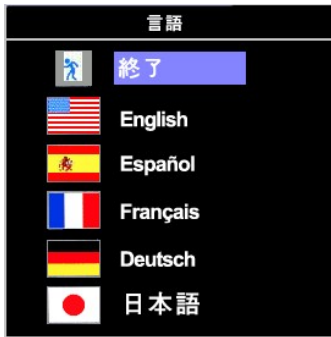 言語
終了
English
Español
Français
Deutsch
日本語